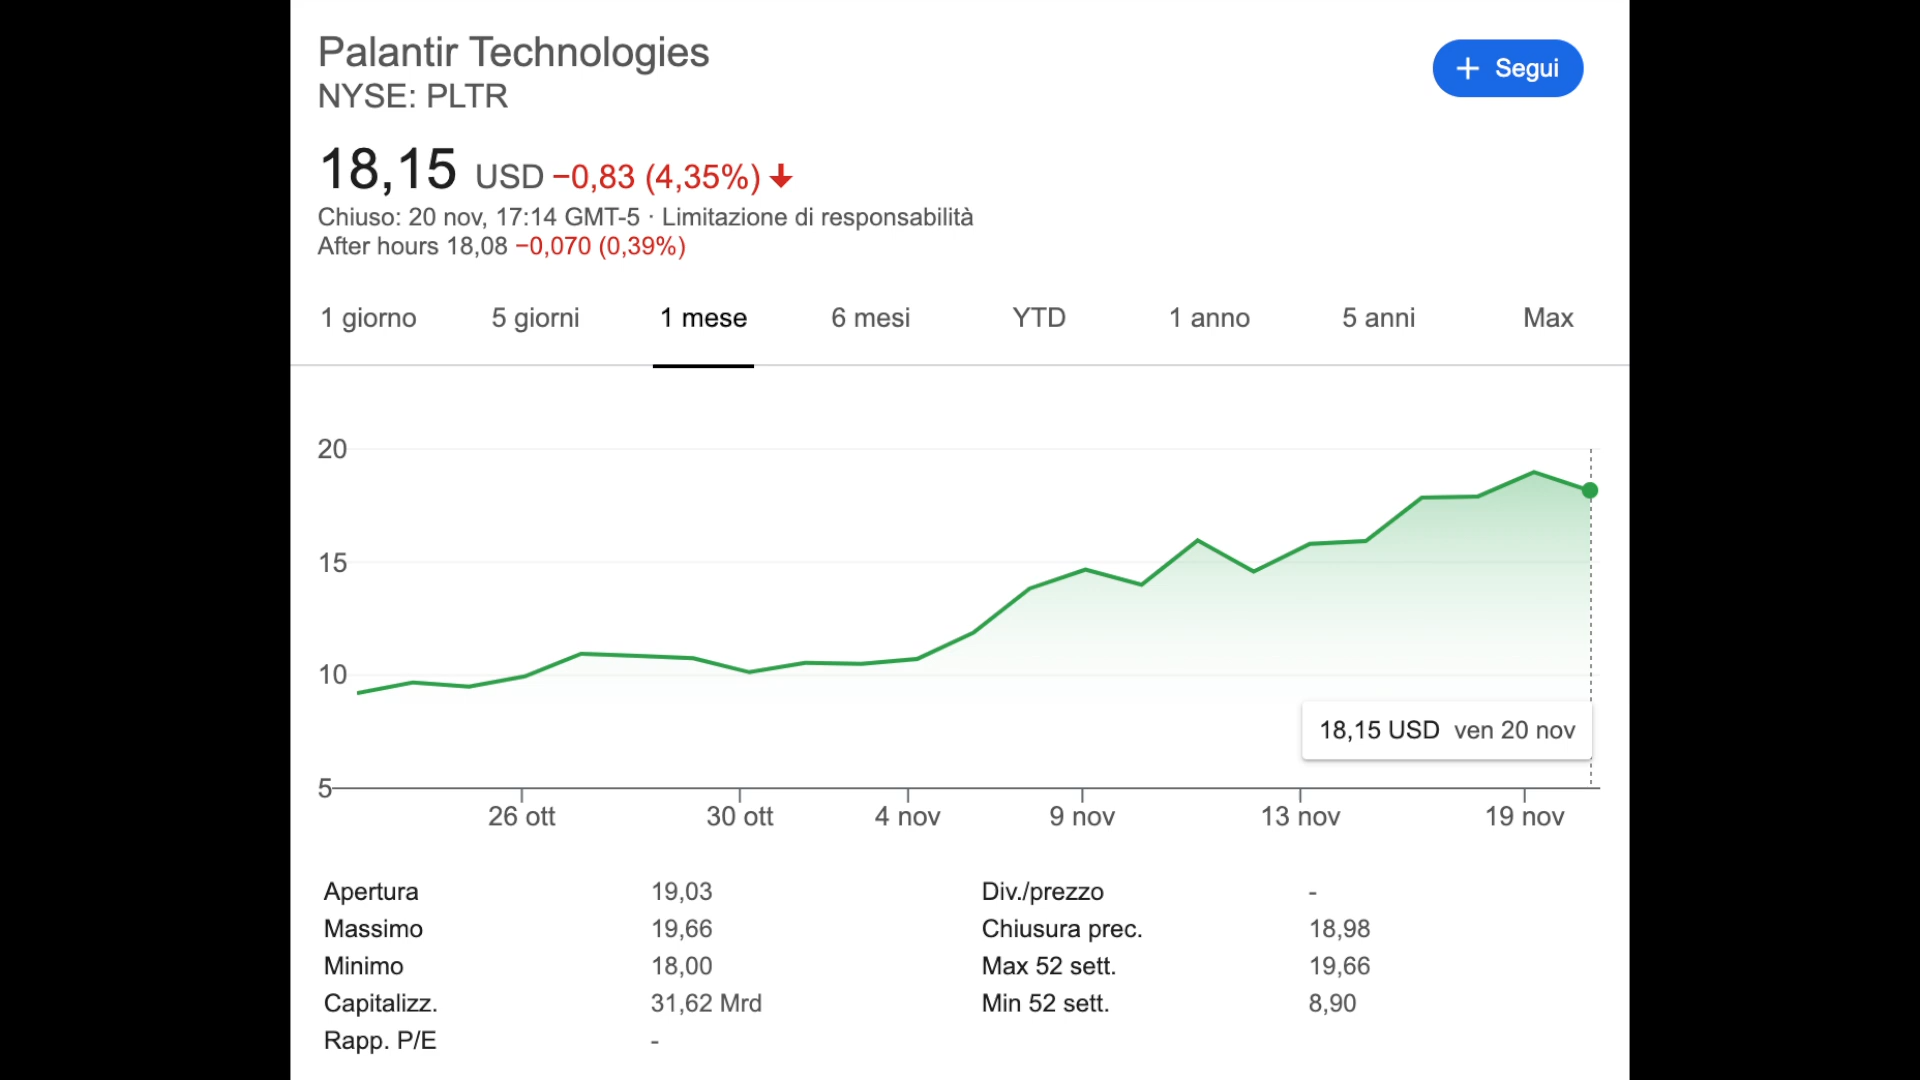 Palantir Technologies
NYSE: PLTR
+ Segui
18,15 USD −0,83 (4,35%)
Chiuso: 20 nov, 17:14 GMT-5 · Limitazione di responsabilità
After hours 18,08 −0,070 (0,39%)
1 giorno 5 giorni 1 mese 6 mesi YTD 1 anno 5 anni Max
20
15
10
18,15 USD ven 20 nov
5
26 ott 30 ott 4 nov 9 nov 13 nov 19 nov
Apertura 19,03 Div./prezzo -
Massimo 19,66 Chiusura prec. 18,98
Minimo 18,00 Max 52 sett. 19,66
Capitalizz. 31,62 Mrd Min 52 sett. 8,90
Rapp. P/E -